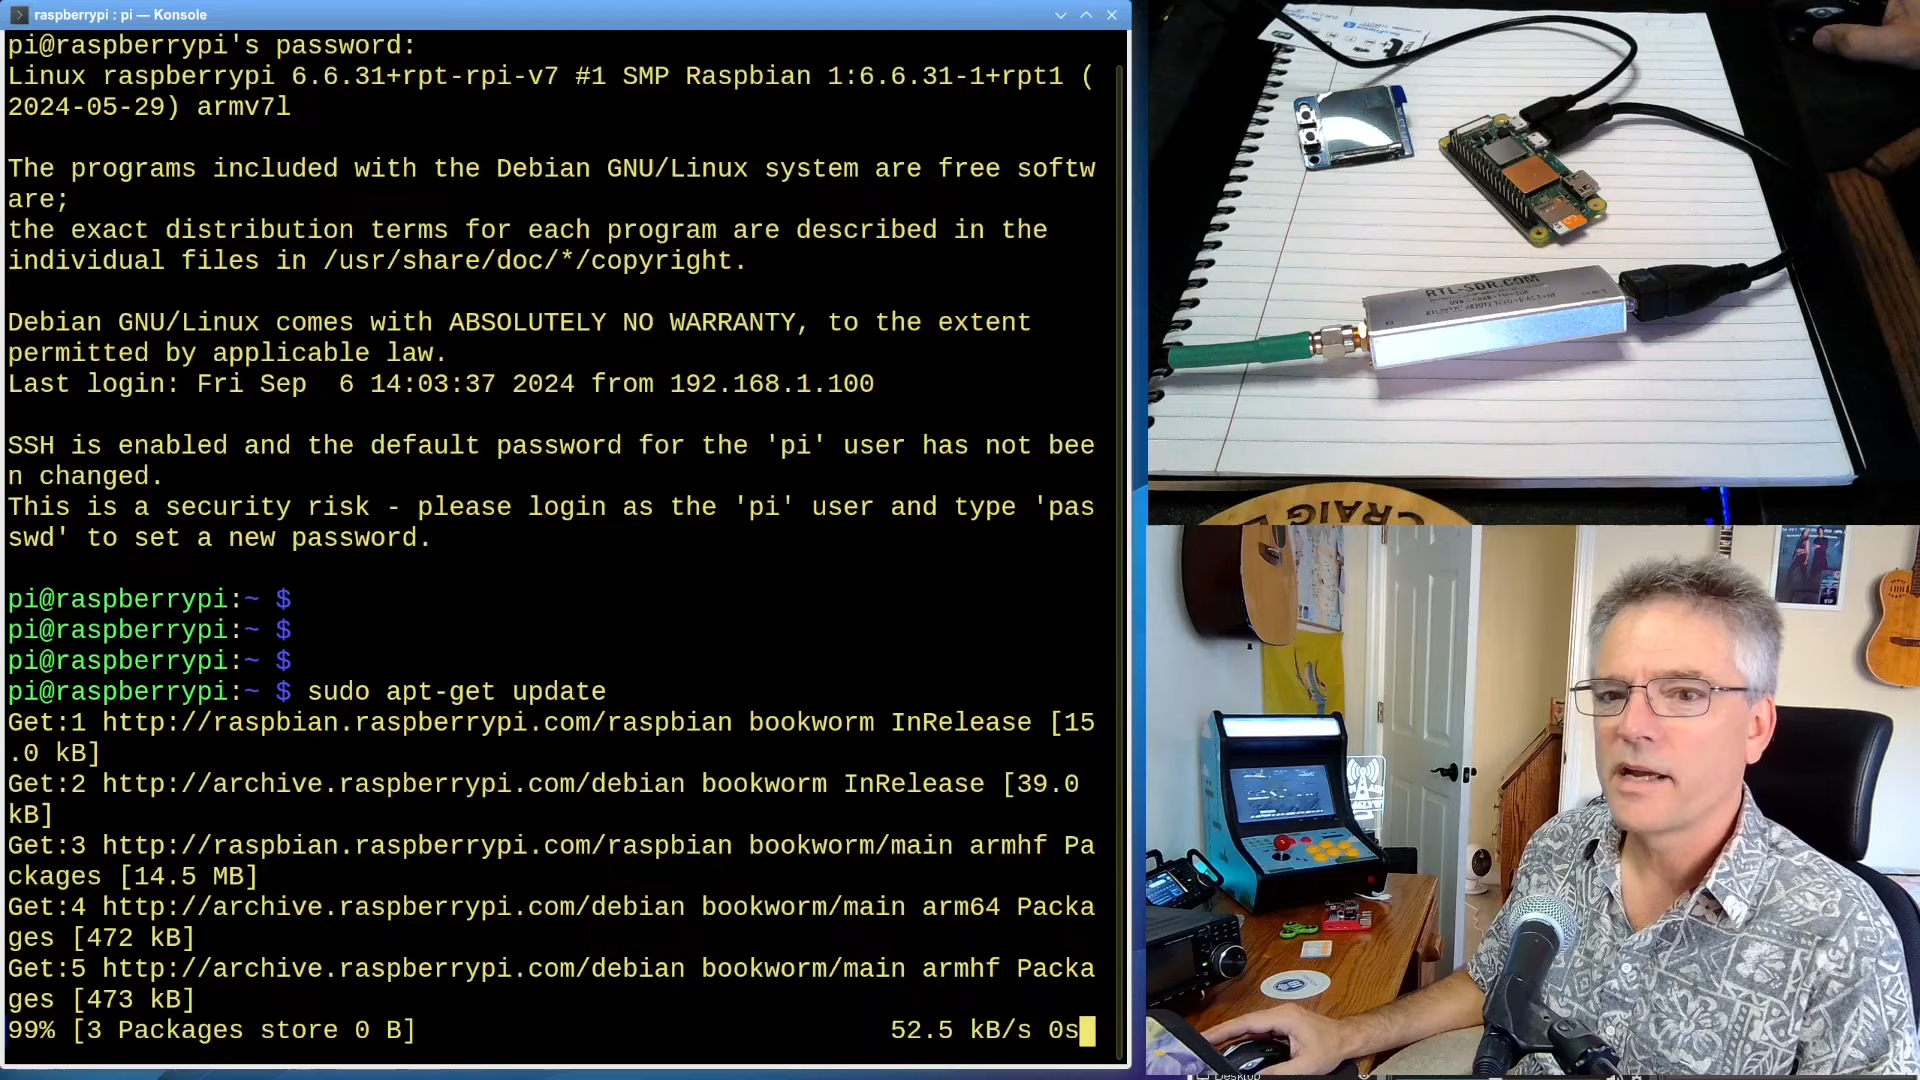 raspberrypi : pi — Konsole
pi@raspberrypi's password:
Linux raspberrypi 6.6.31+rpt-rpi-v7 #1 SMP Raspbian 1:6.6.31-1+rpt1 (
2024-05-29) armv7l
The programs included with the Debian GNU/Linux system are free softw
are;
the exact distribution terms for each program are described in the
individual files in /usr/share/doc/*/copyright.
Debian GNU/Linux comes with ABSOLUTELY NO WARRANTY, to the extent
permitted by applicable law.
Last login: Fri Sep  6 14:03:37 2024 from 192.168.1.100
SSH is enabled and the default password for the 'pi' user has not bee
n changed.
This is a security risk - please login as the 'pi' user and type 'pas
swd' to set a new password.
pi@raspberrypi:~ $
pi@raspberrypi:~ $
pi@raspberrypi:~ $
pi@raspberrypi:~ $ sudo apt-get update
Get:1 http://raspbian.raspberrypi.com/raspbian bookworm InRelease [15
.0 kB]
Get:2 http://archive.raspberrypi.com/debian bookworm InRelease [39.0
kB]
Get:3 http://raspbian.raspberrypi.com/raspbian bookworm/main armhf Pa
ckages [14.5 MB]
Get:4 http://archive.raspberrypi.com/debian bookworm/main arm64 Packa
ges [472 kB]
Get:5 http://archive.raspberrypi.com/debian bookworm/main armhf Packa
ges [473 kB]
99% [3 Packages store 0 B] 52.5 kB/s 0s
RTL-SDR.COM
CRAIG
Desktop